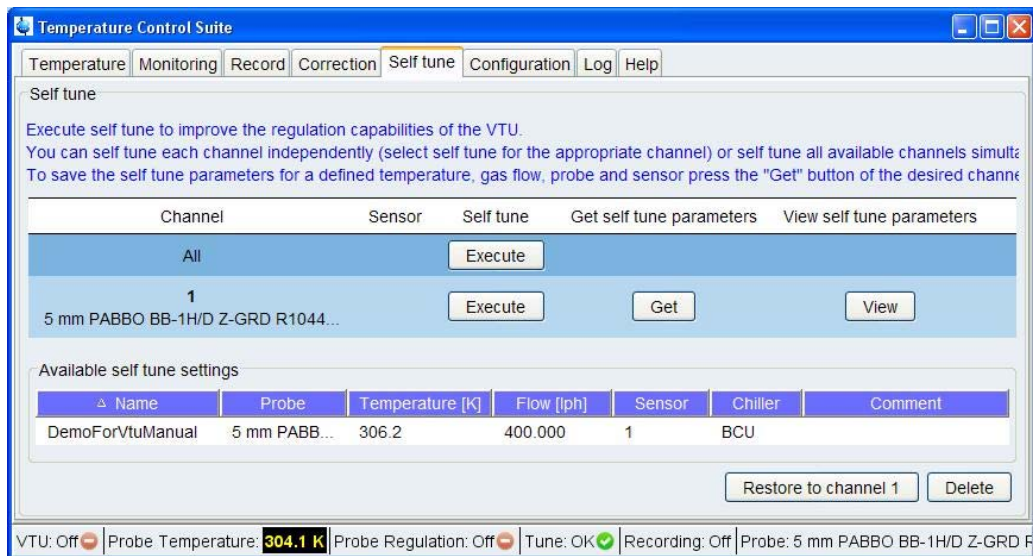 Temperature Control Suite
Temperature Monitoring Record Correction Self tune Configuration Log Help
Self tune
Execute self tune to improve the regulation capabilities of the VTU.
You can self tune each channel independently (select self tune for the appropriate channel) or self tune all available channels simulta
To save the self tune parameters for a defined temperature, gas flow, probe and sensor press the "Get" button of the desired channe
Channel Sensor Self tune Get self tune parameters View self tune parameters
All Execute
1
5 mm PABBO BB-1H/D Z-GRD R1044... Execute Get View
Available self tune settings
Name Probe Temperature [K] Flow [lph] Sensor Chiller Comment
DemoForVtuManual 5 mm PABB... 306.2 400.000 1 BCU
Restore to channel 1 Delete
VTU: Off Probe Temperature: 304.1 K Probe Regulation: Off Tune: OK Recording: Off Probe: 5 mm PABBO BB-1H/D Z-GRD